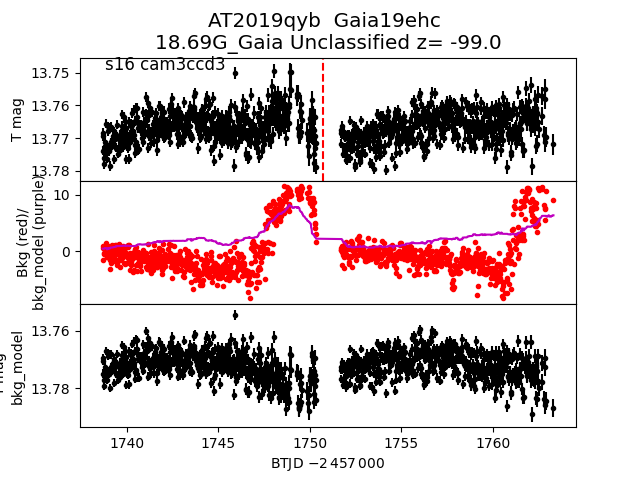 AT2019qyb  Gaia19ehc
18.69G_Gaia Unclassified z= -99.0
s16 cam3ccd3
13.75
13.76
13.77
13.78
T mag
10
0
Bkg (red)/
bkg_model (purple)
13.76
13.78
bkg_model
1740
1745
1750
1755
1760
BTJD −2 457 000